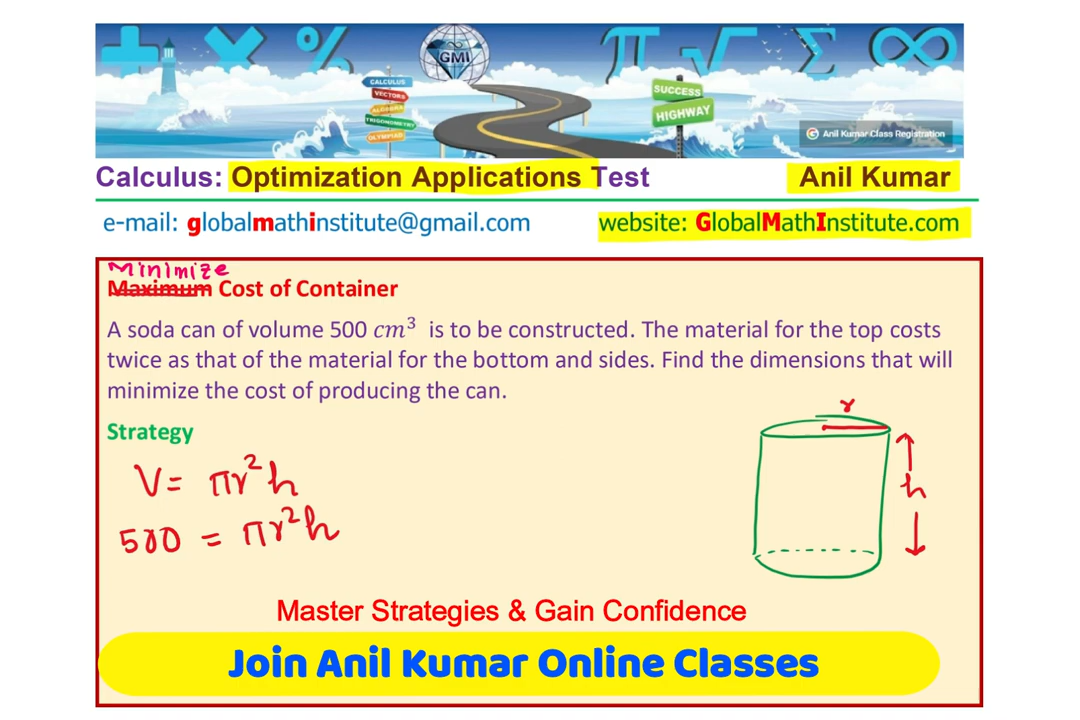 GMI
CALCULUS
VECTORS
ALGEBRA
TRIGONOMETRY
OLYMPIAD
SUCCESS
HIGHWAY
Anil Kumar Class Registration
Calculus: Optimization Applications Test
Anil Kumar
e-mail: globalmathinstitute@gmail.com
website: GlobalMathInstitute.com
Minimize
Maximum Cost of Container
A soda can of volume 500 cm³ is to be constructed. The material for the top costs
twice as that of the material for the bottom and sides. Find the dimensions that will
minimize the cost of producing the can.
Strategy
V = πr²h
500 = πr²h
r
h
Master Strategies & Gain Confidence
Join Anil Kumar Online Classes